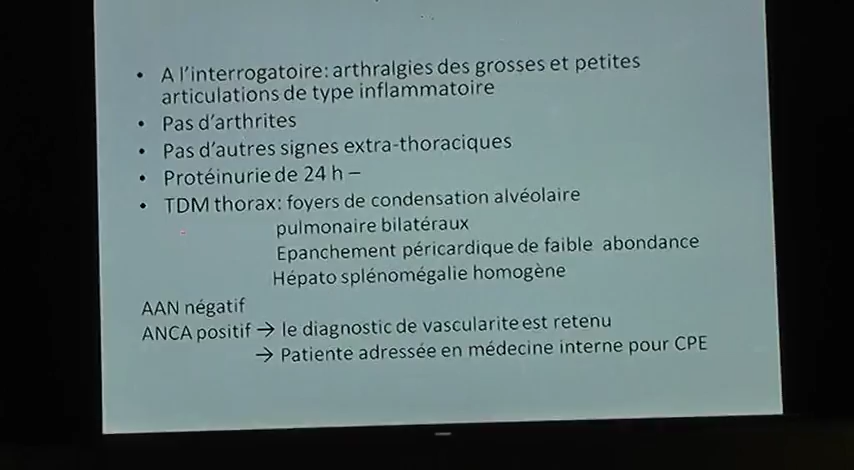 • A l'interrogatoire: arthralgies des grosses et petites
articulations de type inflammatoire
• Pas d'arthrites
• Pas d'autres signes extra-thoraciques
• Protéinurie de 24 h –
• TDM thorax: foyers de condensation alvéolaire
pulmonaire bilatéraux
Epanchement péricardique de faible abondance
Hépato splénomégalie homogène
AAN négatif
ANCA positif → le diagnostic de vascularite est retenu
→ Patiente adressée en médecine interne pour CPE